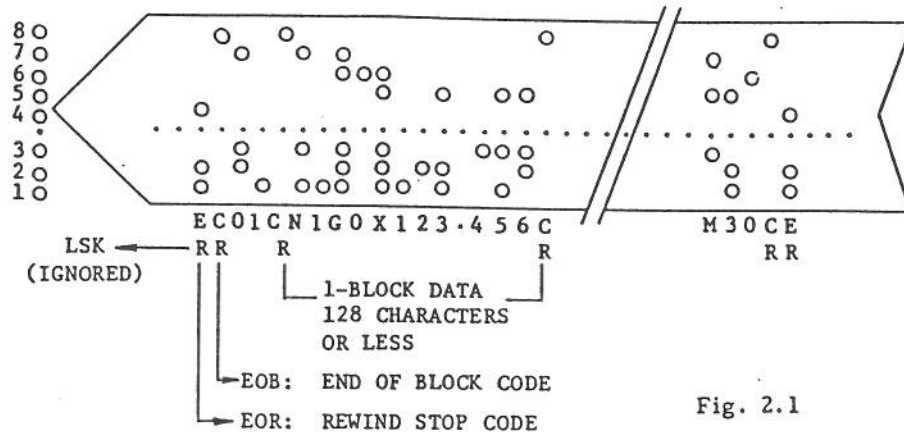 8
7
6
5
4
3
2
1
E C O 1 C N 1 G O X 1 2 3 . 4 5 6 C
M 3 0 C E
R R R R
R R
LSK
(IGNORED)
1-BLOCK DATA
128 CHARACTERS
OR LESS
EOB: END OF BLOCK CODE
EOR: REWIND STOP CODE
Fig. 2.1